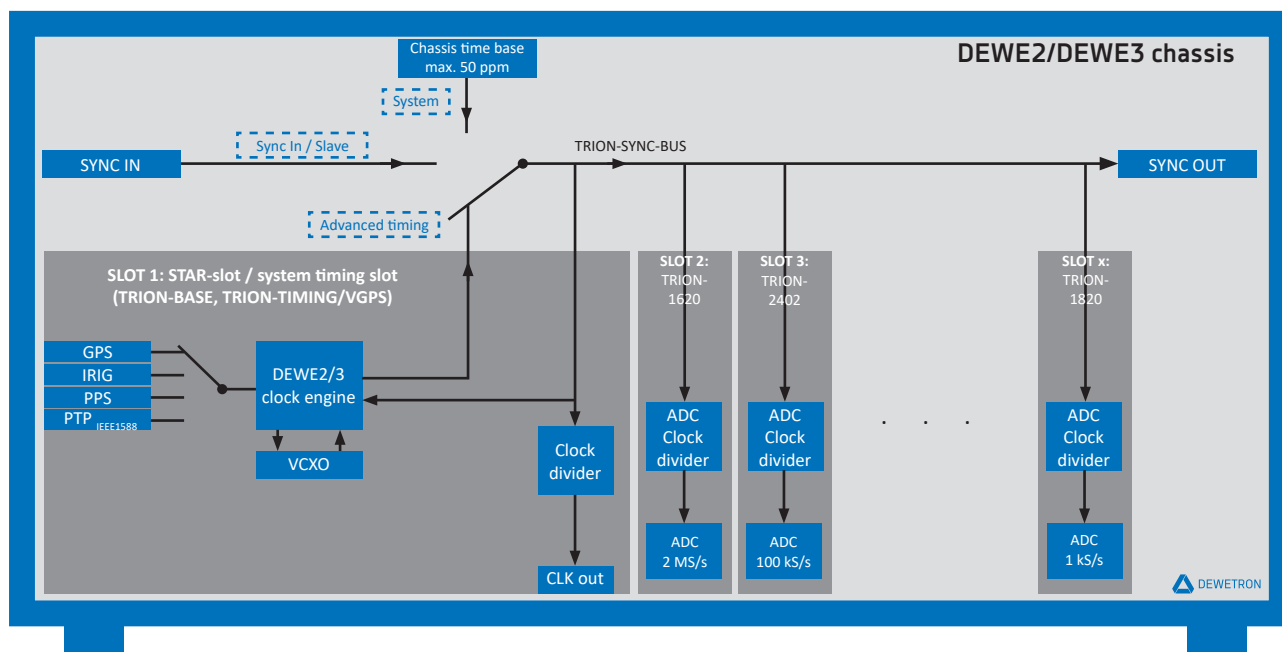 DEWE2/DEWE3 chassis
Chassis time base
max. 50 ppm
System
Sync In / Slave
SYNC IN
TRION-SYNC-BUS
SYNC OUT
Advanced timing
SLOT 1: STAR-slot / system timing slot
(TRION-BASE, TRION-TIMING/VGPS)
SLOT 2:
TRION-
1620
SLOT 3:
TRION-
2402
SLOT x:
TRION-
1820
GPS
IRIG
PPS
PTP IEEE1588
DEWE2/3
clock engine
VCXO
Clock
divider
CLK out
ADC
Clock
divider
ADC
2 MS/s
ADC
Clock
divider
ADC
100 kS/s
. . .
ADC
Clock
divider
ADC
1 kS/s
DEWETRON